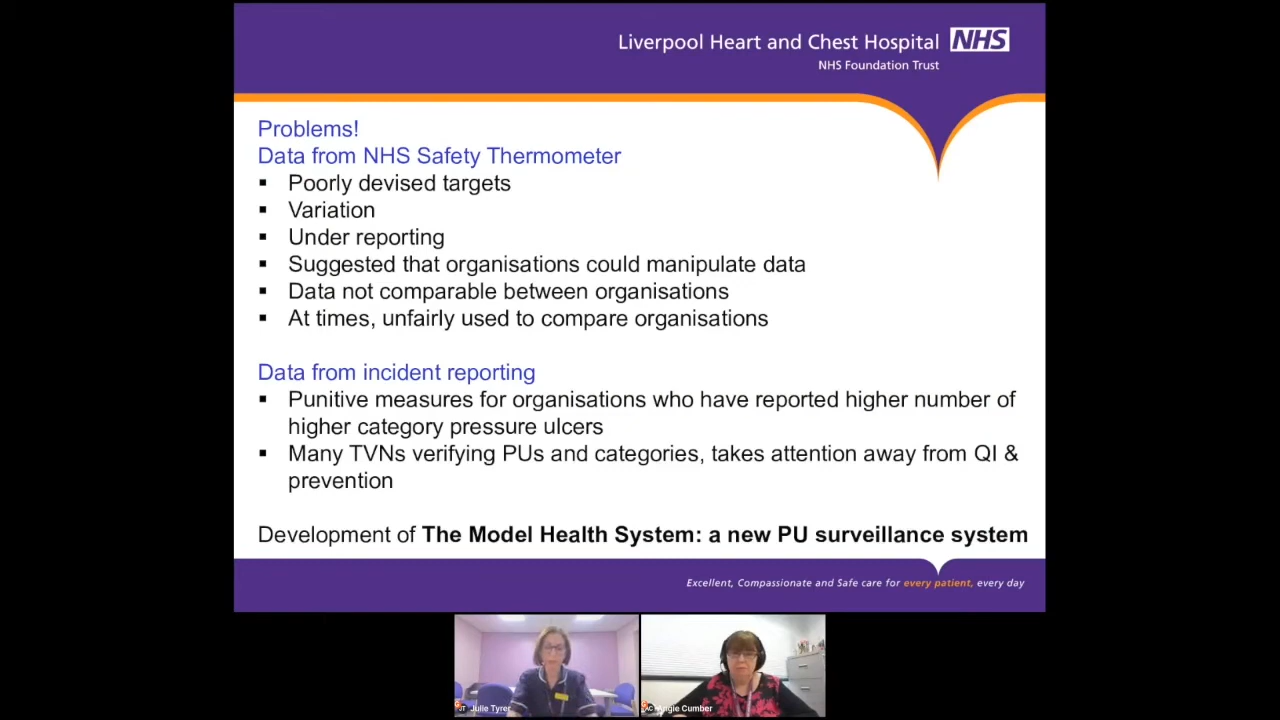 Liverpool Heart and Chest Hospital NHS
NHS Foundation Trust
Problems!
Data from NHS Safety Thermometer
▪ Poorly devised targets
▪ Variation
▪ Under reporting
▪ Suggested that organisations could manipulate data
▪ Data not comparable between organisations
▪ At times, unfairly used to compare organisations
Data from incident reporting
▪ Punitive measures for organisations who have reported higher number of
higher category pressure ulcers
▪ Many TVNs verifying PUs and categories, takes attention away from QI &
prevention
Development of The Model Health System: a new PU surveillance system
Excellent, Compassionate and Safe care for every patient, every day
JT Julie Tyrer
AC Angie Cumber